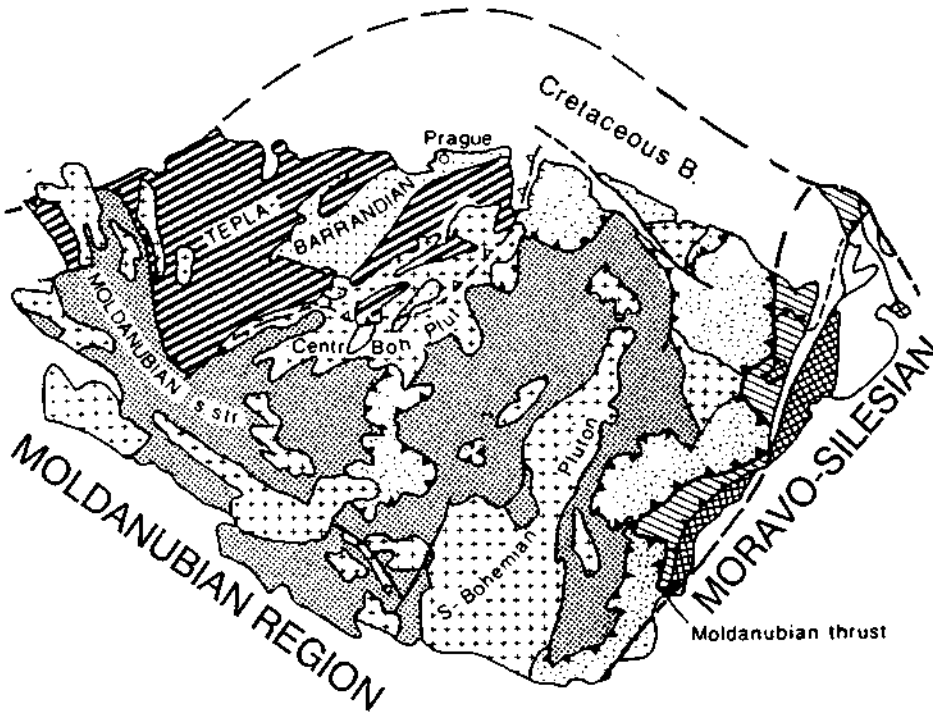 Cretaceous B.
Prague
TEPLA-
BARRANDIAN
MOLDANUBIAN s.str.
Centr. Boh. Plut.
S-Bohemian Pluton
MOLDANUBIAN REGION
MORAVO-SILESIAN
Moldanubian thrust